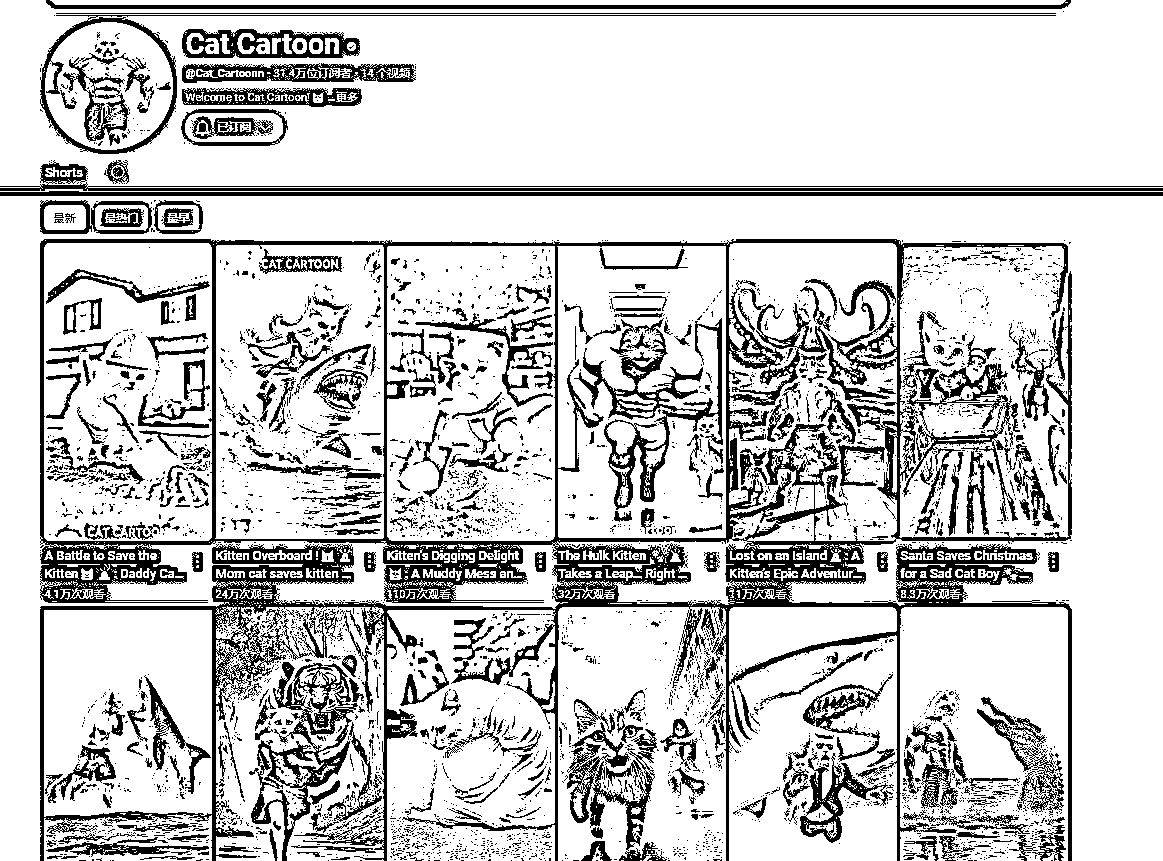 Cat Cartoon
@Cat_Cartoonn · 37.4万位订阅者 · 14 个视频
Welcome to Cat Cartoon ...更多
已订阅
Shorts
最新 最热门 最早
CAT CARTOON
CAT CARTOON
A Battle to Save the
Kitten : Daddy Ca...
4.1万次观看
Kitten Overboard !
Mom cat saves kitten ...
24万次观看
Kitten's Digging Delight
: A Muddy Mess an...
110万次观看
The Hulk Kitten
Takes a Leap... Right ...
32万次观看
Lost on an Island : A
Kitten's Epic Adventur...
11万次观看
Santa Saves Christmas
for a Sad Cat Boy ...
8.3万次观看